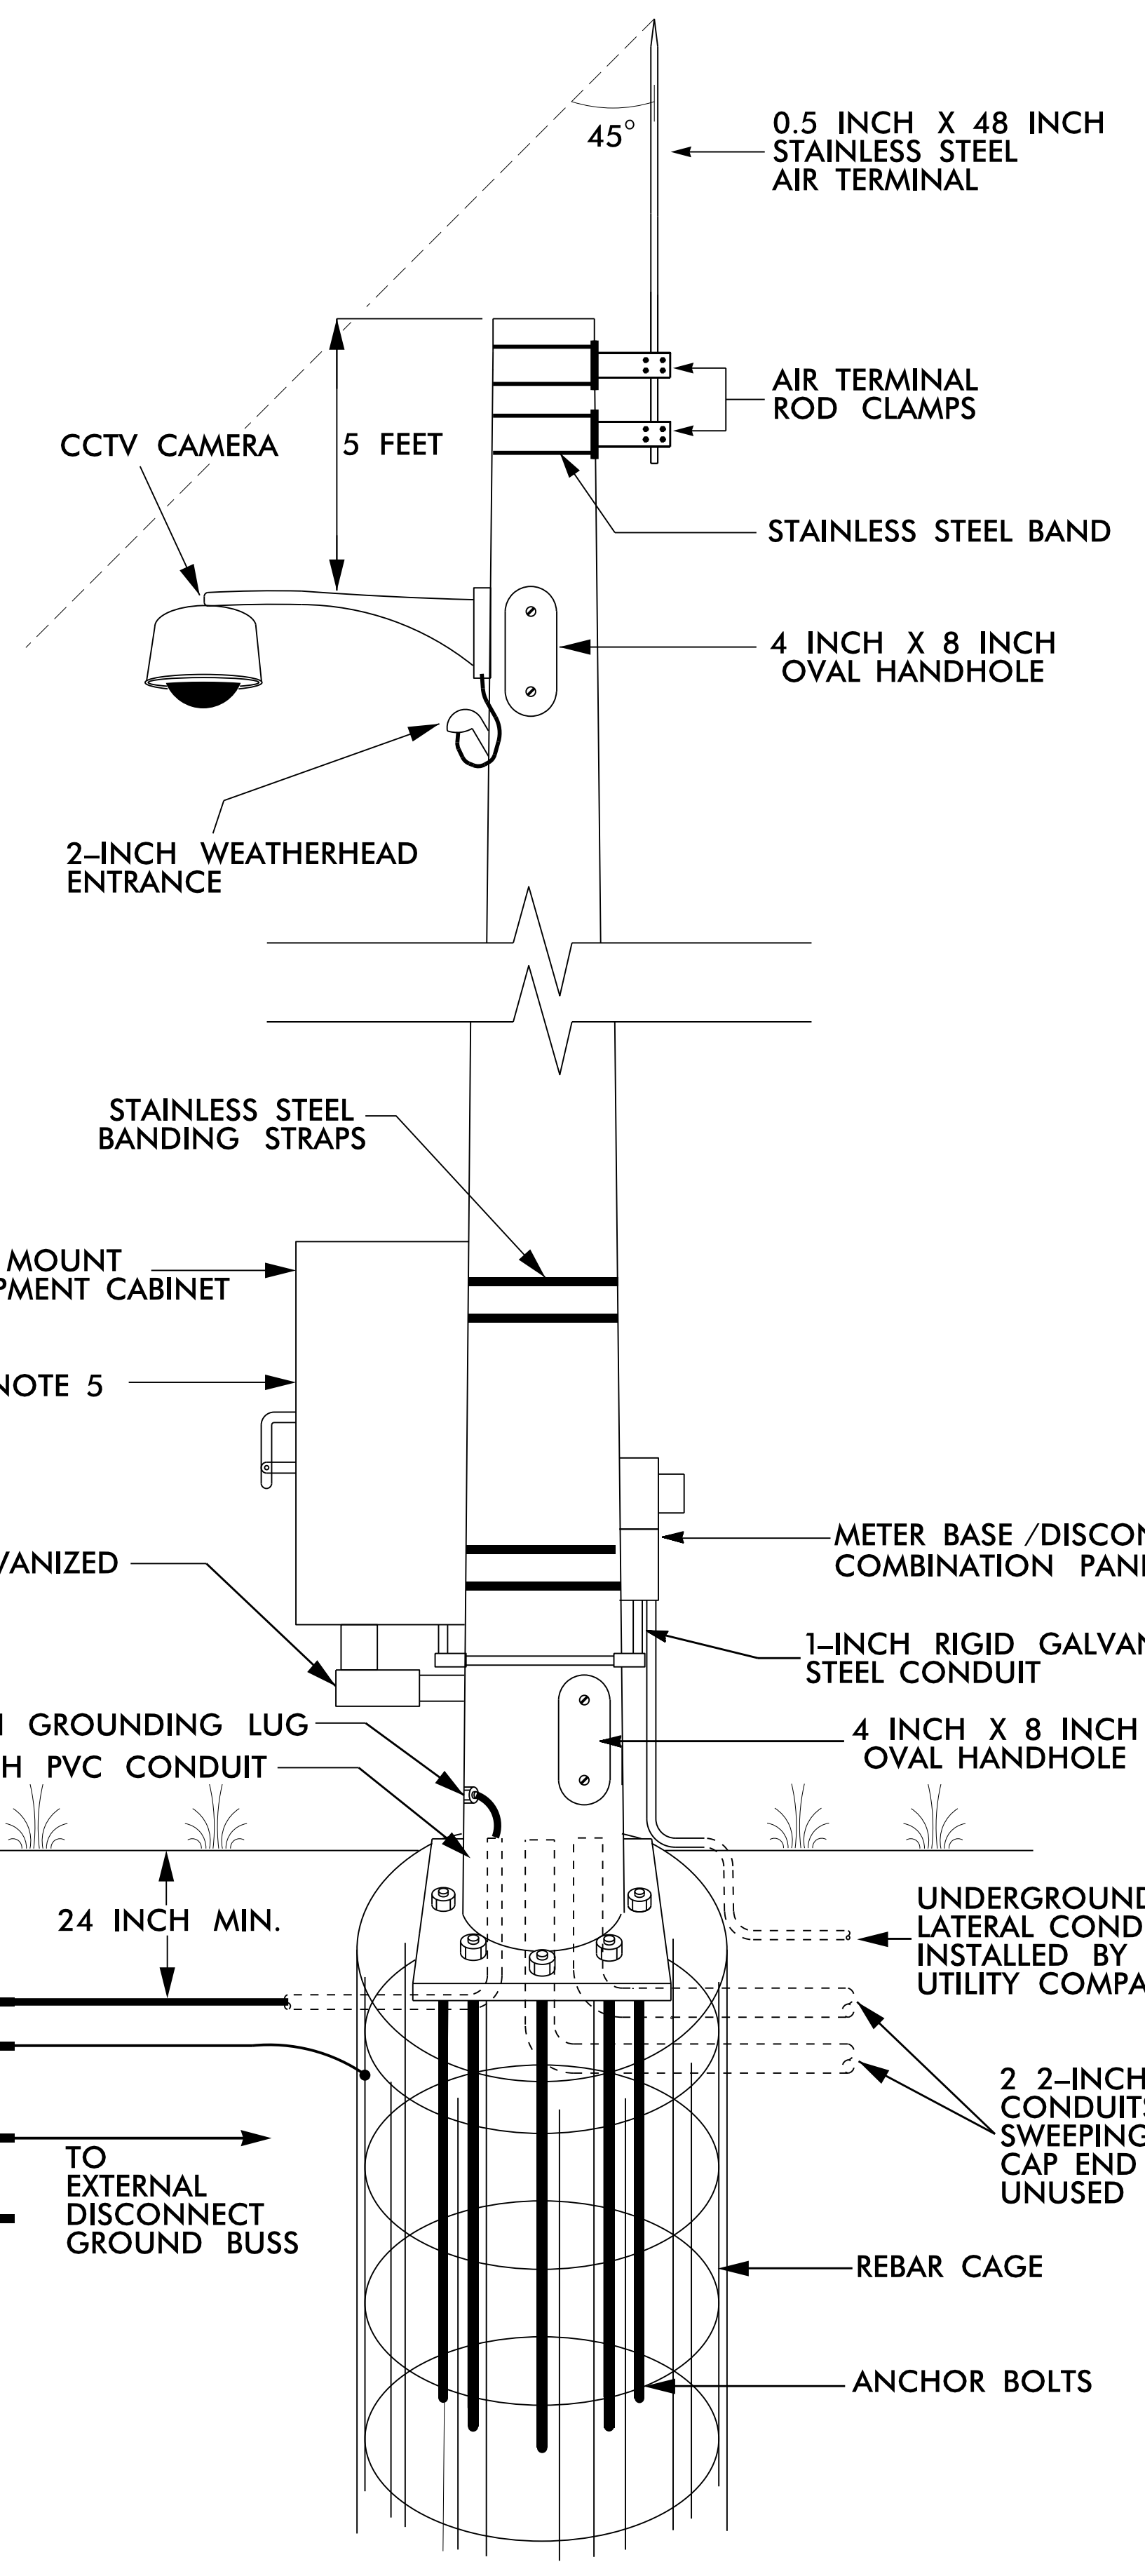 45°
0.5 INCH X 48 INCH
STAINLESS STEEL
AIR TERMINAL
AIR TERMINAL
ROD CLAMPS
CCTV CAMERA
5 FEET
STAINLESS STEEL BAND
4 INCH X 8 INCH
OVAL HANDHOLE
2-INCH WEATHERHEAD
ENTRANCE
STAINLESS STEEL
BANDING STRAPS
MOUNT
PMENT CABINET
NOTE 5
METER BASE /DISCON
COMBINATION PAN
VANIZED
1-INCH RIGID GALVAN
STEEL CONDUIT
GROUNDING LUG
4 INCH X 8 INCH
OVAL HANDHOLE
H PVC CONDUIT
24 INCH MIN.
UNDERGROUND
LATERAL COND
INSTALLED BY
UTILITY COMPA
2 2-INCH
CONDUITS
SWEEPING
CAP END
UNUSED
TO
EXTERNAL
DISCONNECT
GROUND BUSS
REBAR CAGE
ANCHOR BOLTS